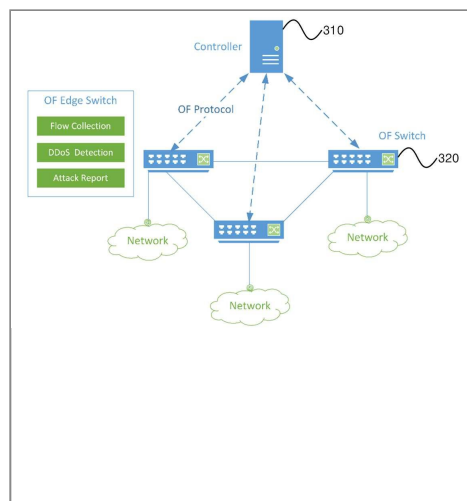 310
Controller
OF Edge Switch
Flow Collection
DDoS Detection
Attack Report
OF Protocol
OF Switch
320
Network
Network
Network